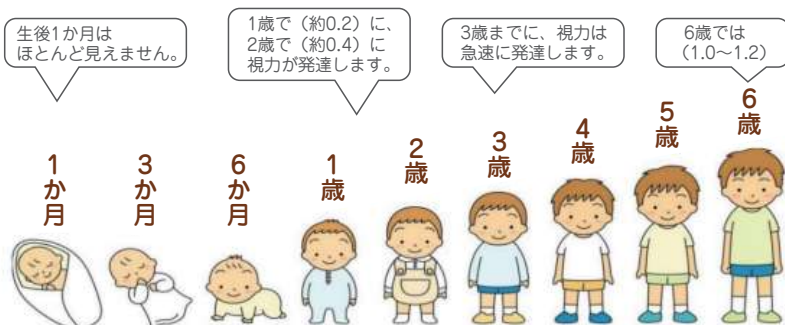 生後1か月は
ほとんど見えません。
1歳で（約0.2）に、
2歳で（約0.4）に
視力が発達します。
3歳までに、視力は
急速に発達します。
6歳では
（1.0～1.2）
1か月
3か月
6か月
1歳
2歳
3歳
4歳
5歳
6歳